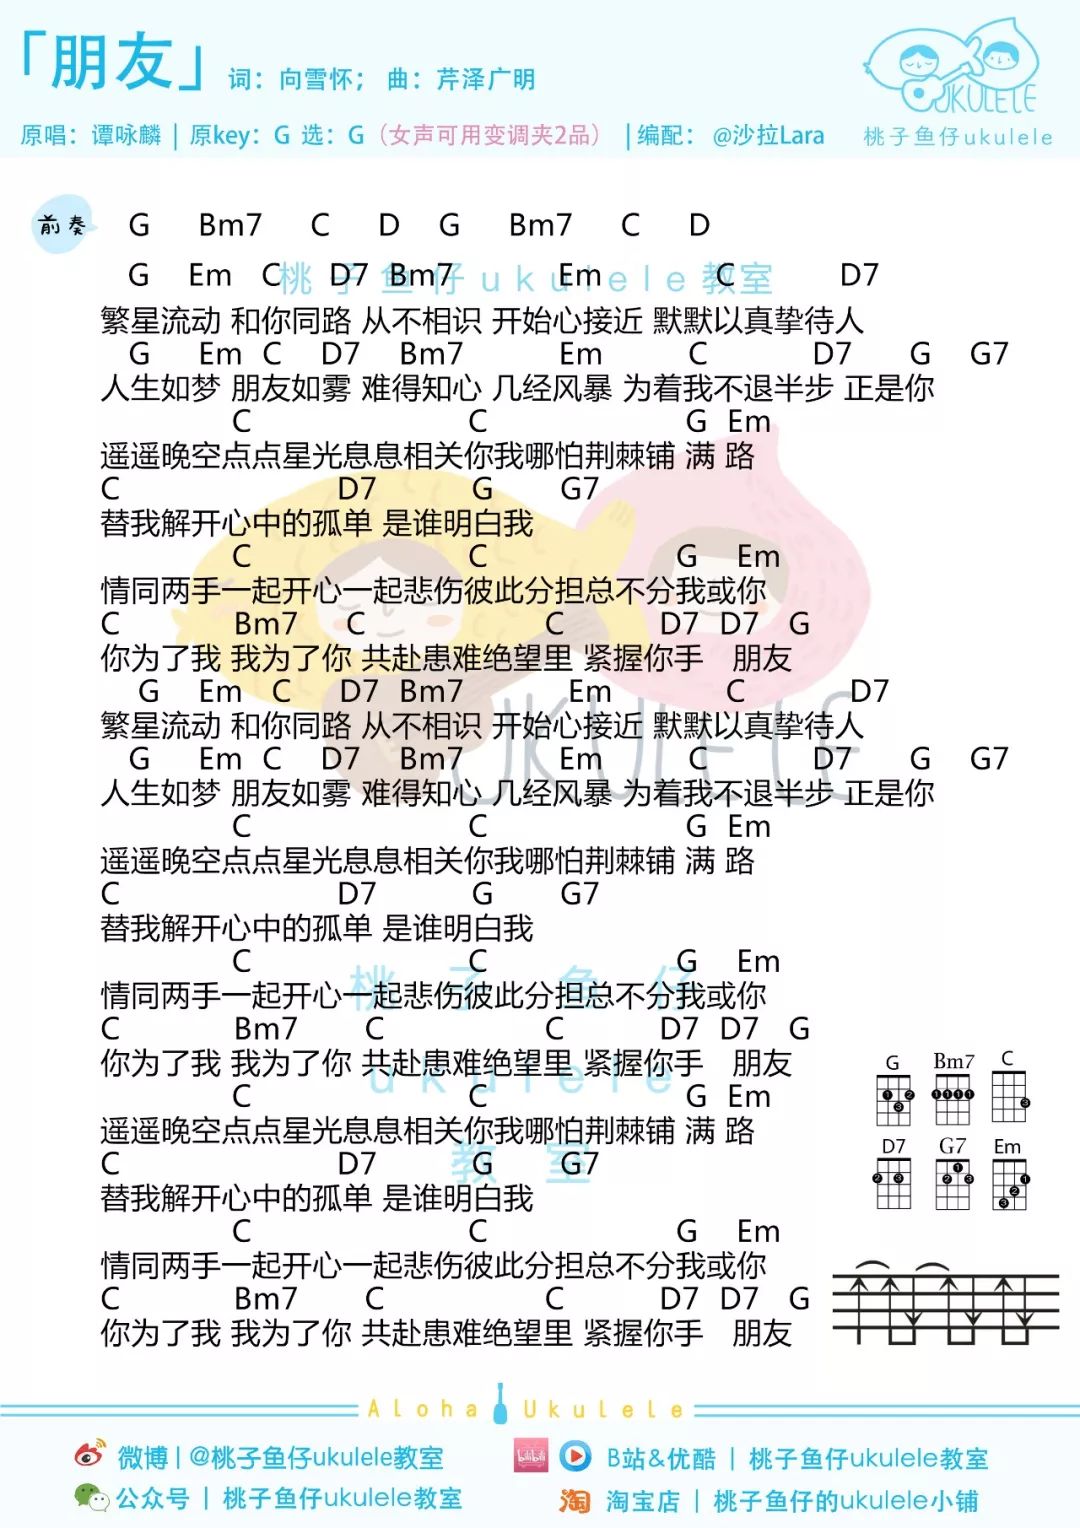 「朋友」 词：向雪怀； 曲：芹泽广明
原唱：谭咏麟 | 原key：G 选：G（女声可用变调夹2品） | 编配： @沙拉Lara
UKULELE
桃子鱼仔ukulele
前奏 G Bm7 C D G Bm7 C D
G Em C D7 Bm7 Em C D7
桃子鱼仔ukulele教室
繁星流动 和你同路 从不相识 开始心接近 默默以真挚待人
G Em C D7 Bm7 Em C D7 G G7
人生如梦 朋友如雾 难得知心 几经风暴 为着我不退半步 正是你
C C G Em
遥遥晚空点点星光息息相关你我哪怕荆棘铺 满 路
C D7 G G7
替我解开心中的孤单 是谁明白我
C C G Em
情同两手一起开心一起悲伤彼此分担总不分我或你
C Bm7 C C D7 D7 G
你为了我 我为了你 共赴患难绝望里 紧握你手 朋友
G Em C D7 Bm7 Em C D7
繁星流动 和你同路 从不相识 开始心接近 默默以真挚待人
UKULELE
G Em C D7 Bm7 Em C D7 G G7
人生如梦 朋友如雾 难得知心 几经风暴 为着我不退半步 正是你
C C G Em
遥遥晚空点点星光息息相关你我哪怕荆棘铺 满 路
C D7 G G7
替我解开心中的孤单 是谁明白我
C C G Em
桃子鱼仔
情同两手一起开心一起悲伤彼此分担总不分我或你
C Bm7 C C D7 D7 G
你为了我 我为了你 共赴患难绝望里 紧握你手 朋友
ukulele
C C G Em
遥遥晚空点点星光息息相关你我哪怕荆棘铺 满 路
C D7 G G7
教室
替我解开心中的孤单 是谁明白我
C C G Em
情同两手一起开心一起悲伤彼此分担总不分我或你
C Bm7 C C D7 D7 G
你为了我 我为了你 共赴患难绝望里 紧握你手 朋友
G Bm7 C
1 2 3 1 1 1 1 3
D7 G7 Em
2 3 1 2 3 1 2 3
Aloha Ukulele
微博 | @桃子鱼仔ukulele教室
bilibili B站&优酷 | 桃子鱼仔ukulele教室
公众号 | 桃子鱼仔ukulele教室
淘 淘宝店 | 桃子鱼仔的ukulele小铺